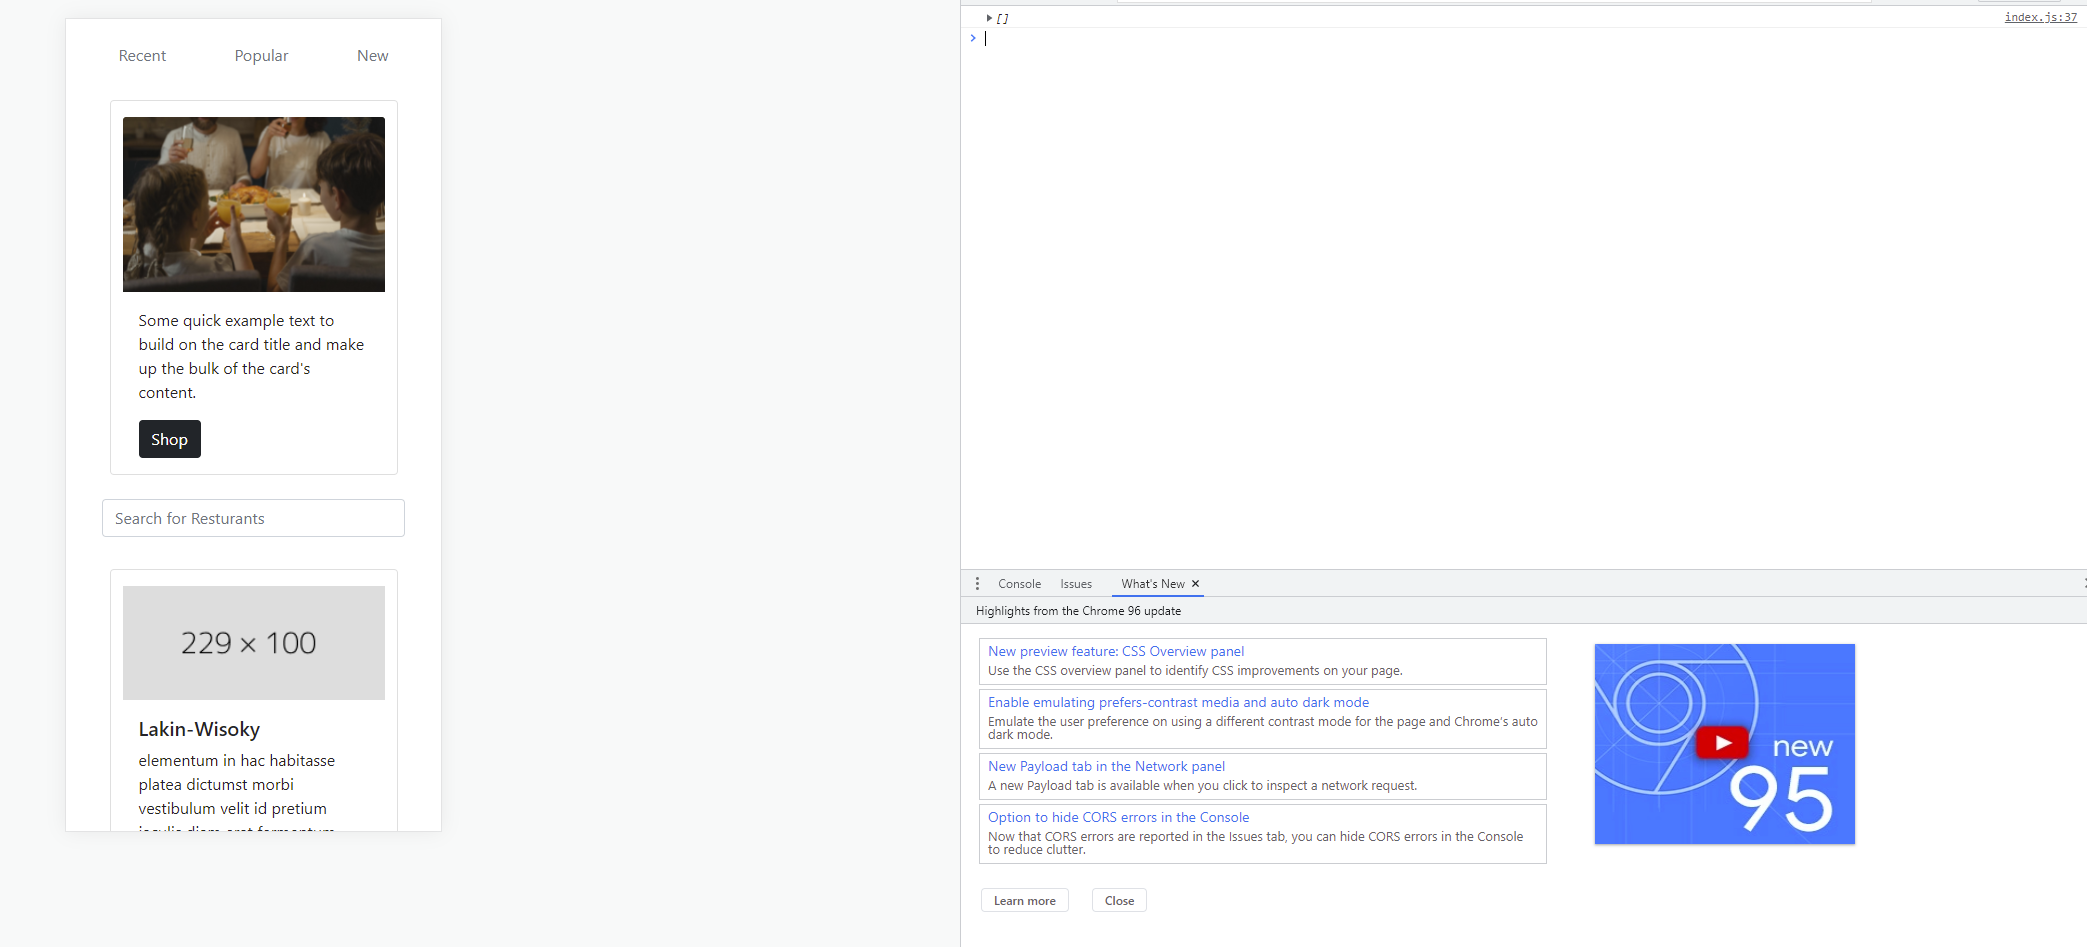 Recent Popular New
Some quick example text to
build on the card title and make
up the bulk of the card's
content.
Shop
Search for Resturants
229 × 100
Lakin-Wisoky
elementum in hac habitasse
platea dictumst morbi
vestibulum velit id pretium
[]
index.js:37
Console Issues What's New
Highlights from the Chrome 96 update
New preview feature: CSS Overview panel
Use the CSS overview panel to identify CSS improvements on your page.
Enable emulating prefers-contrast media and auto dark mode
Emulate the user preference on using a different contrast mode for the page and Chrome's auto
dark mode.
New Payload tab in the Network panel
A new Payload tab is available when you click to inspect a network request.
Option to hide CORS errors in the Console
Now that CORS errors are reported in the Issues tab, you can hide CORS errors in the Console
to reduce clutter.
Learn more Close
new
95